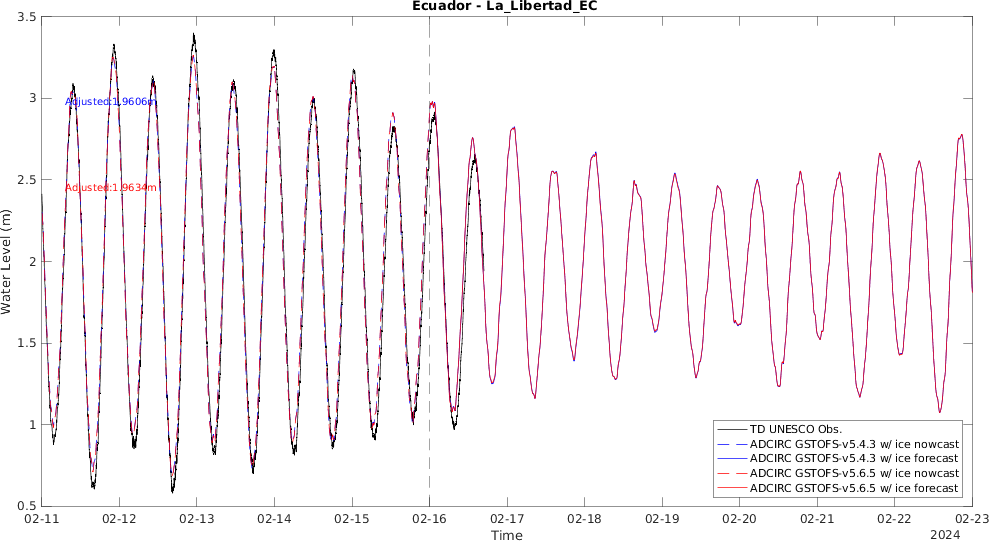 Ecuador - La_Libertad_EC
3.5
3
2.5
2
1.5
1
0.5
Water Level (m)
Adjusted:1.9606m
Adjusted:1.9634m
TD UNESCO Obs.
ADCIRC GSTOFS-v5.4.3 w/ ice nowcast
ADCIRC GSTOFS-v5.4.3 w/ ice forecast
ADCIRC GSTOFS-v5.6.5 w/ ice nowcast
ADCIRC GSTOFS-v5.6.5 w/ ice forecast
02-11 02-12 02-13 02-14 02-15 02-16 02-17 02-18 02-19 02-20 02-21 02-22 02-23
Time
2024